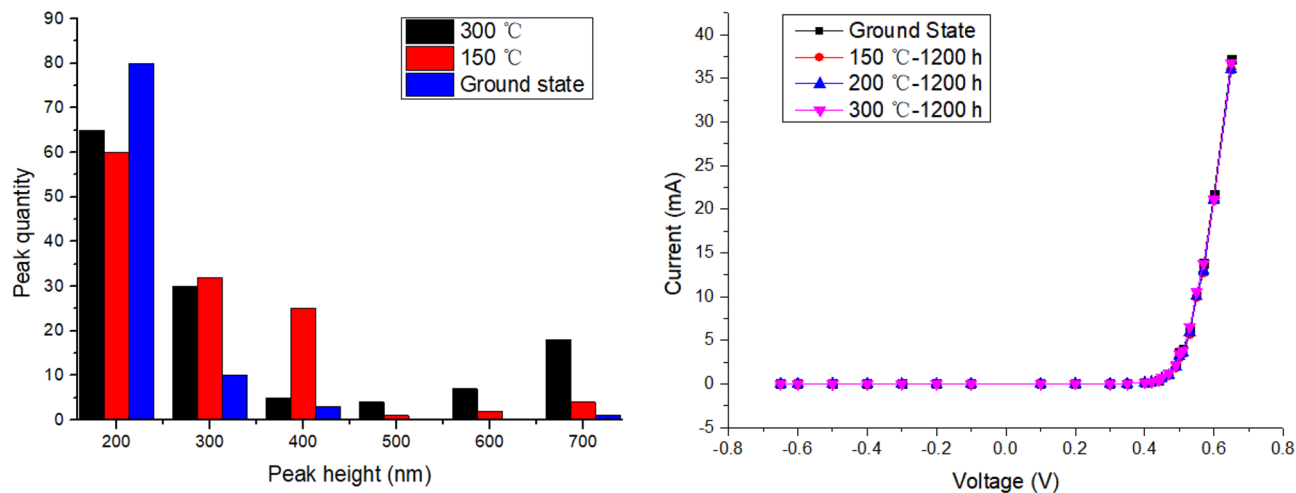 90
80
70
60
50
40
30
20
10
0
Peak quantity
300 ℃
150 ℃
Ground state
200 300 400 500 600 700
Peak height (nm)
40
35
30
25
20
15
10
5
0
-5
Current (mA)
Ground State
150 ℃-1200 h
200 ℃-1200 h
300 ℃-1200 h
-0.8 -0.6 -0.4 -0.2 0.0 0.2 0.4 0.6 0.8
Voltage (V)